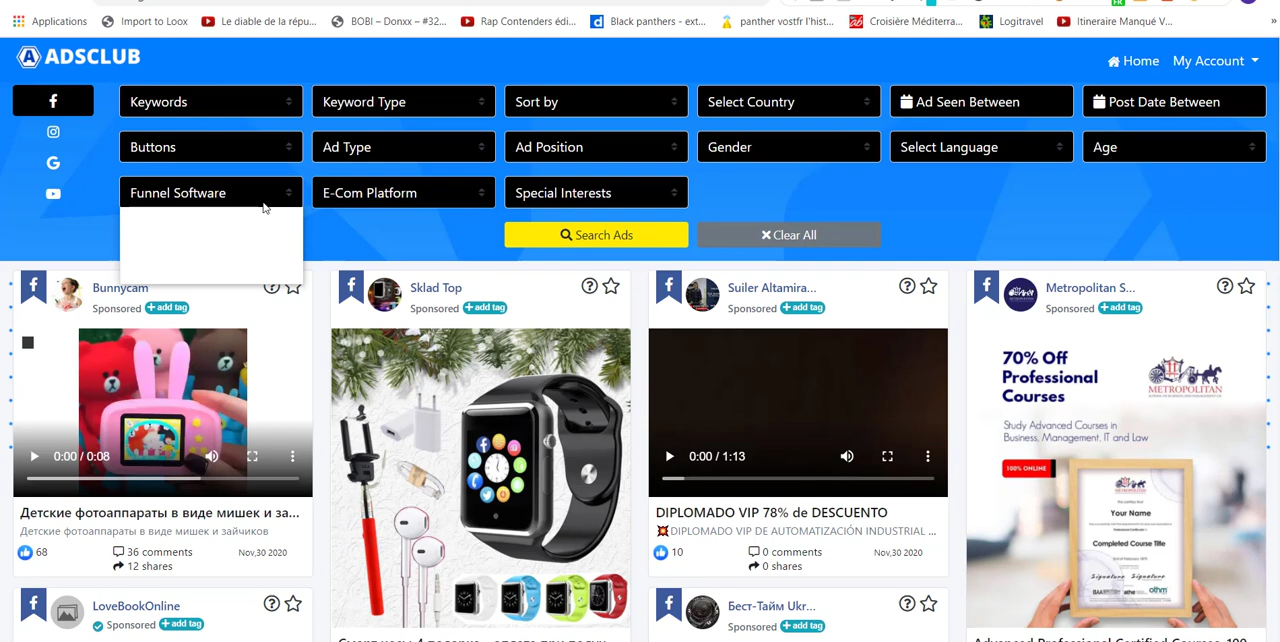 Applications Import to Loox Le diable de la répu... BOBI – Donxx – #32... Rap Contenders édi... Black panthers - ext... panther vostfr l'hist... Croisière Méditerra... Logitravel Itineraire Manqué V... »
FR
ADSCLUB
Home My Account
Keywords Keyword Type Sort by Select Country Ad Seen Between Post Date Between
Buttons Ad Type Ad Position Gender Select Language Age
Funnel Software E-Com Platform Special Interests
Search Ads Clear All
Bunnycam
Sponsored + add tag
Sklad Top
Sponsored + add tag
Suiler Altamira...
Sponsored + add tag
Metropolitan S...
Sponsored + add tag
0:00 / 0:08
Детские фотоаппараты в виде мишек и за...
Детские фотоаппараты в виде мишек и зайчиков
68 36 comments Nov,30 2020
12 shares
0:00 / 1:13
DIPLOMADO VIP 78% de DESCUENTO
DIPLOMADO VIP DE AUTOMATIZACIÓN INDUSTRIAL ...
10 0 comments Nov,30 2020
0 shares
70% Off
Professional
Courses
METROPOLITAN
Study Advanced Courses in
Business, Management, IT and Law
100% ONLINE
Your Name
Completed Course Title
Signature Signature
athe othm
LoveBookOnline
Sponsored + add tag
Бест-Тайм Ukr...
Sponsored + add tag